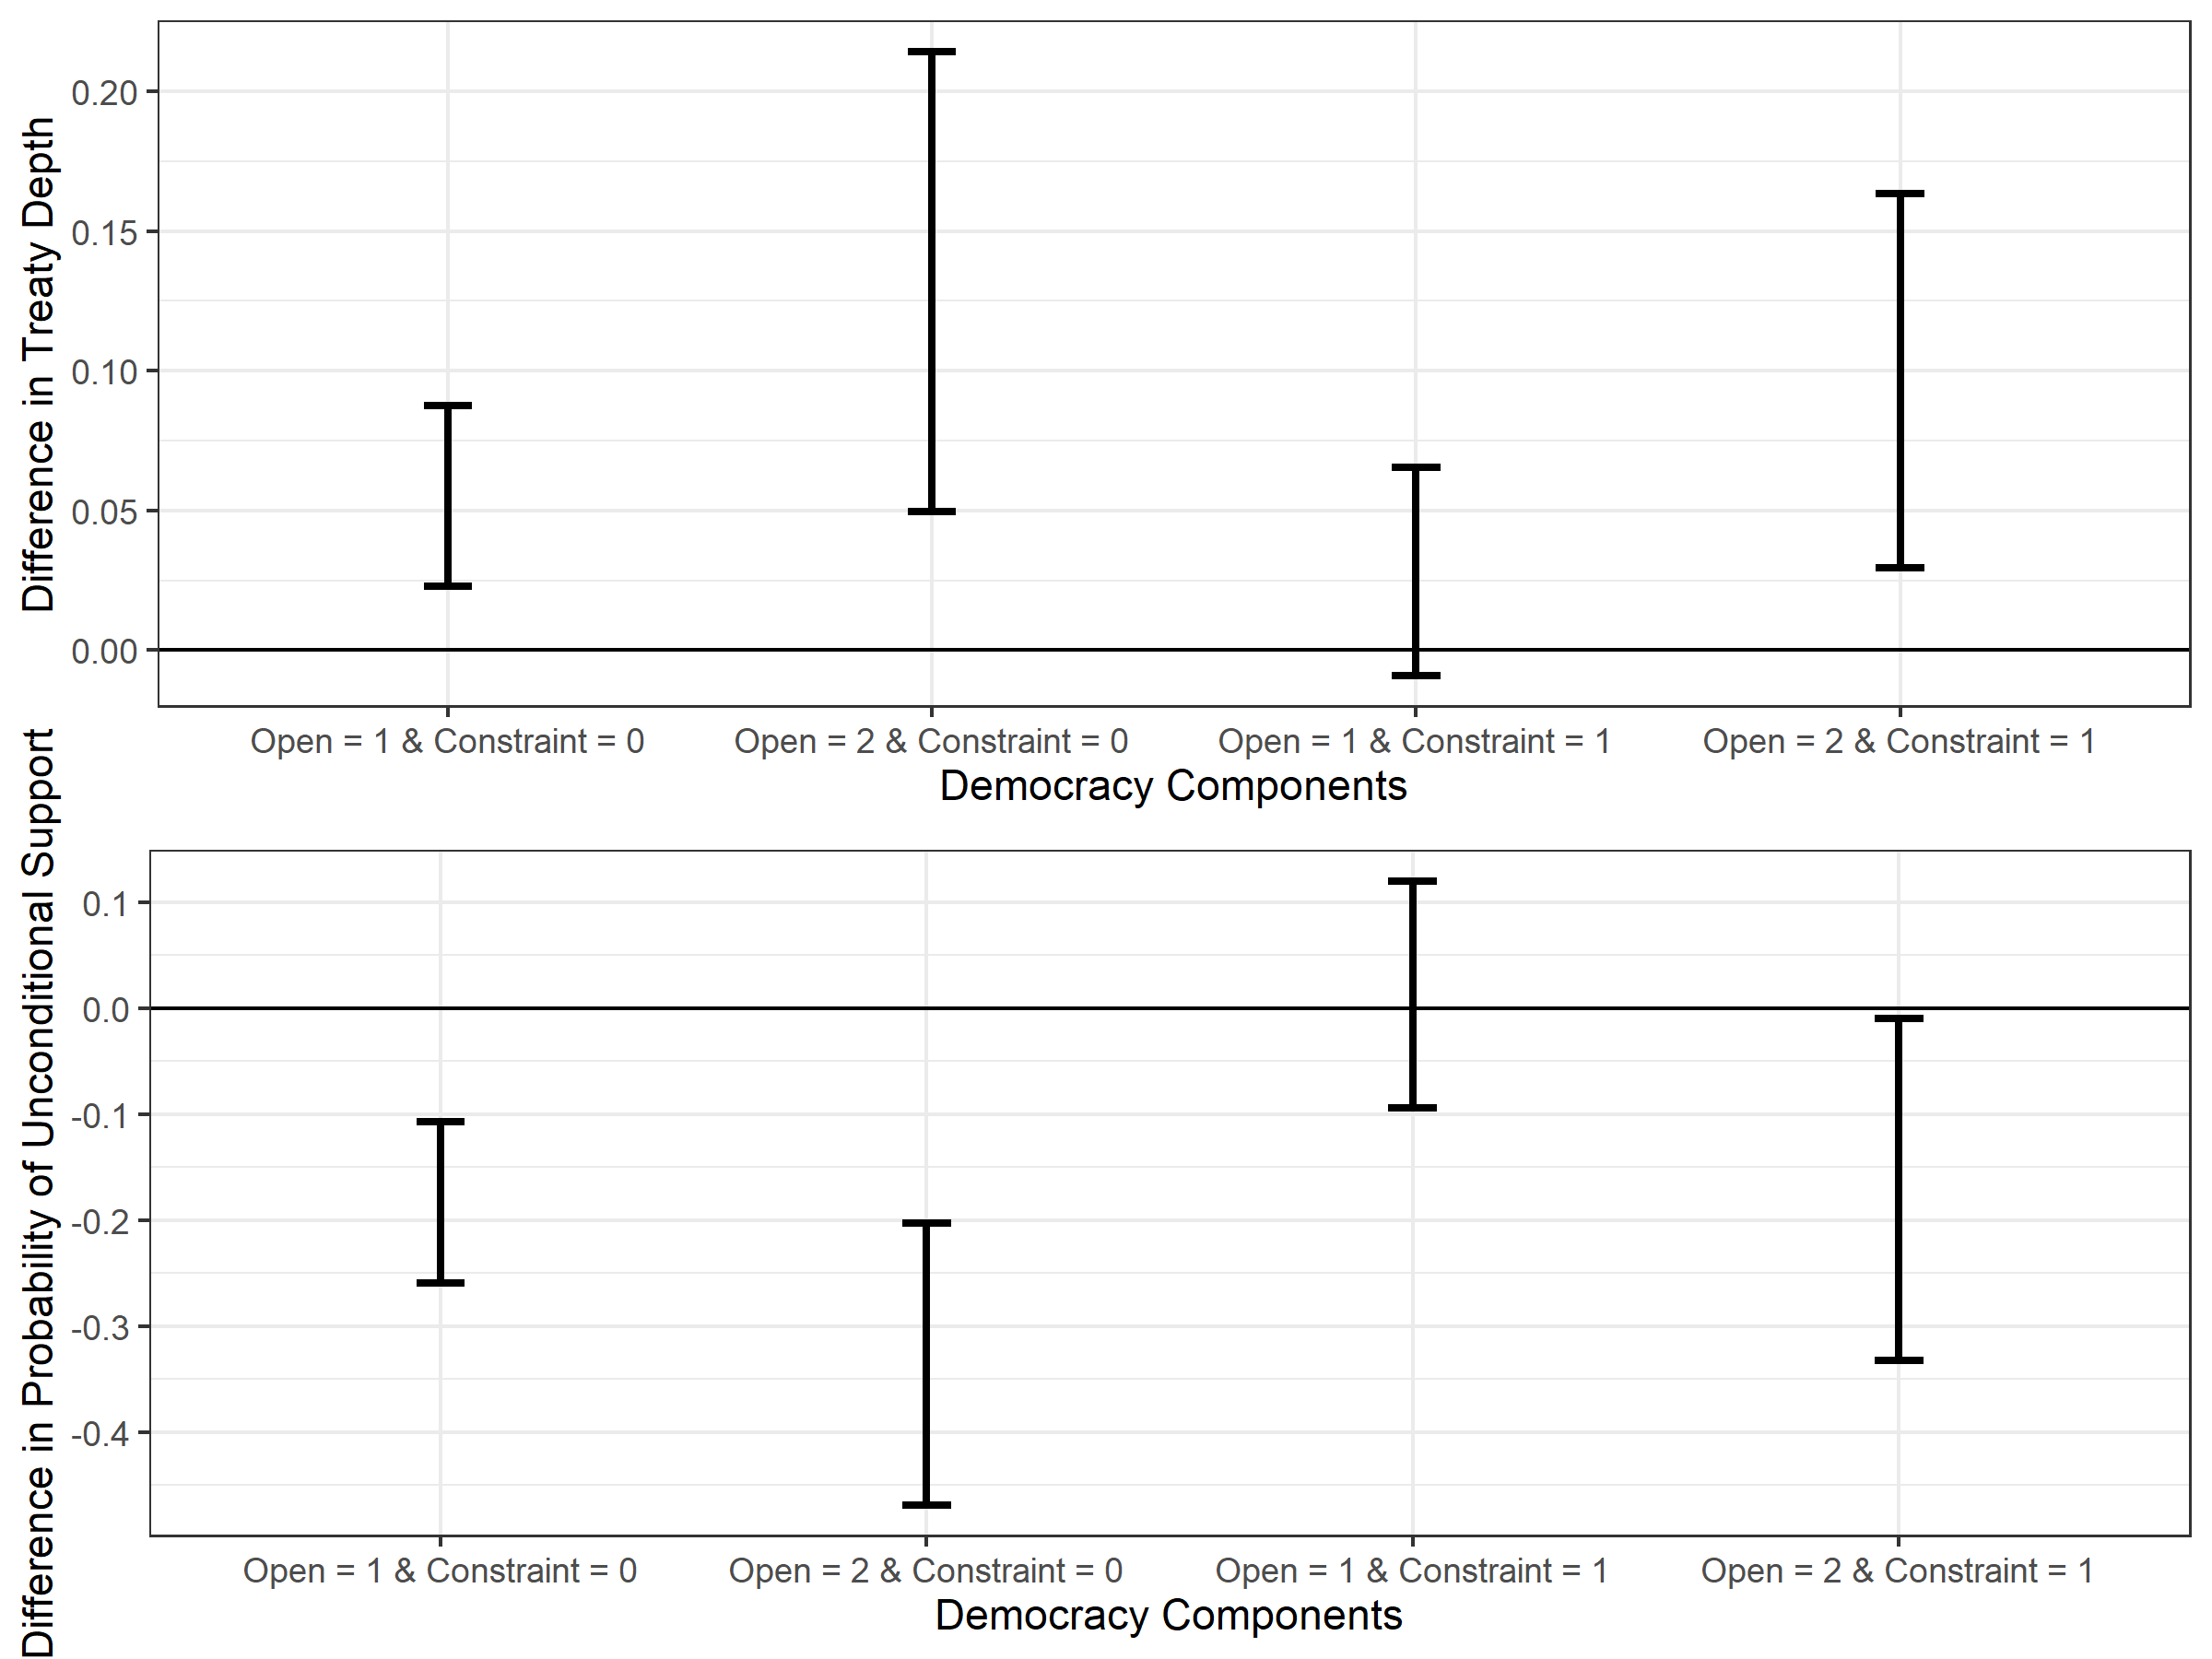 Difference in Treaty Depth
0.20
0.15
0.10
0.05
0.00
Open = 1 & Constraint = 0
Open = 2 & Constraint = 0
Open = 1 & Constraint = 1
Open = 2 & Constraint = 1
Democracy Components
Difference in Probability of Unconditional Support
0.1
0.0
-0.1
-0.2
-0.3
-0.4
Open = 1 & Constraint = 0
Open = 2 & Constraint = 0
Open = 1 & Constraint = 1
Open = 2 & Constraint = 1
Democracy Components